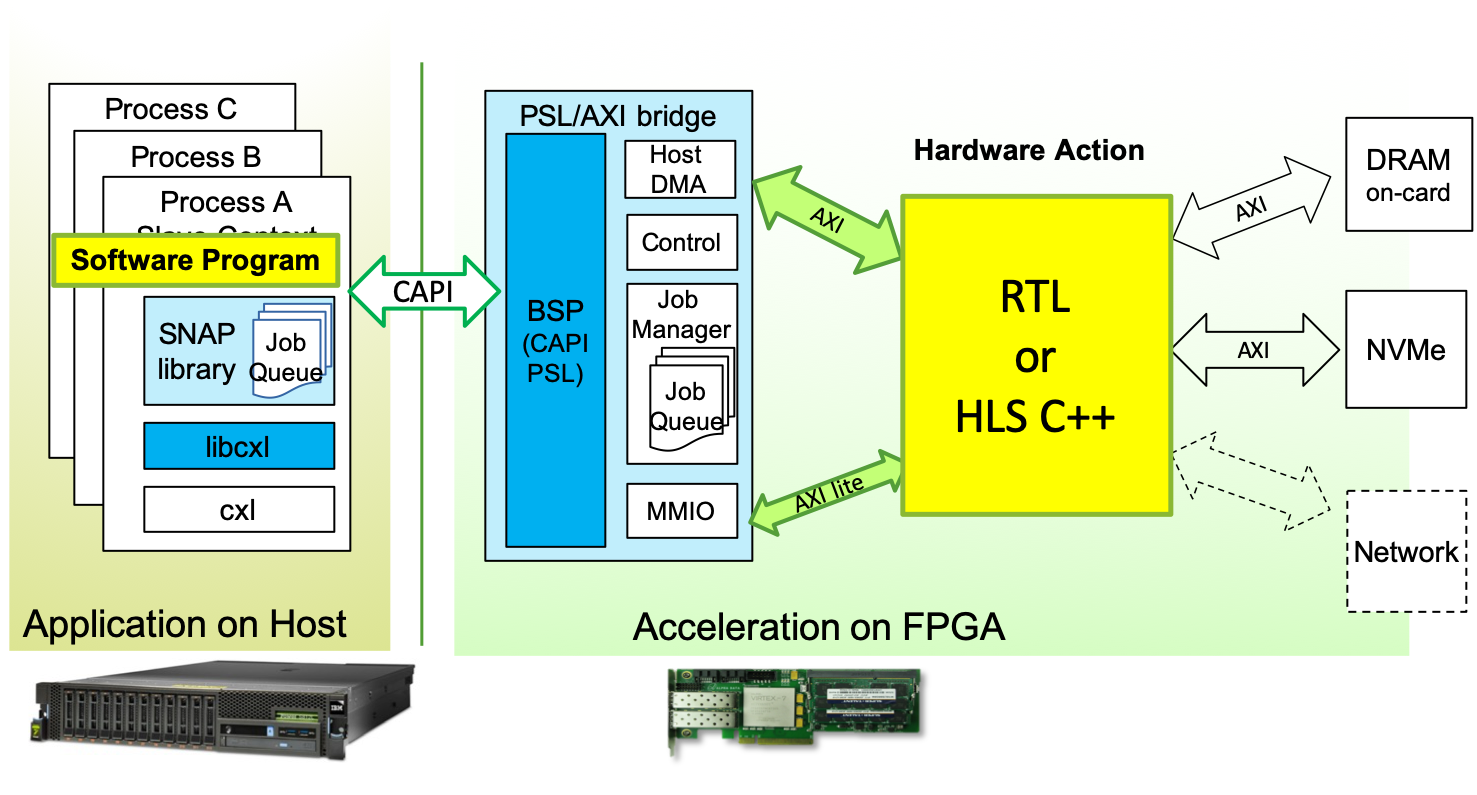 Process C
Process B
Process A
Slave Context
Software Program
SNAP
library
Job
Queue
libcxl
cxl
Application on Host
CAPI
PSL/AXI bridge
BSP
(CAPI
PSL)
Host
DMA
Control
Job
Manager
Job
Queue
MMIO
AXI
AXI lite
Hardware Action
RTL
or
HLS C++
AXI
DRAM
on-card
AXI
NVMe
Network
Acceleration on FPGA
IBM